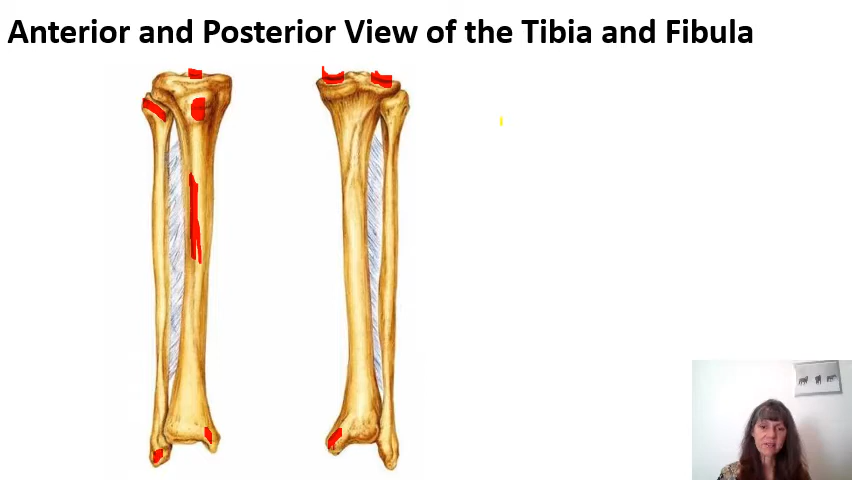 Anterior and Posterior View of the Tibia and Fibula